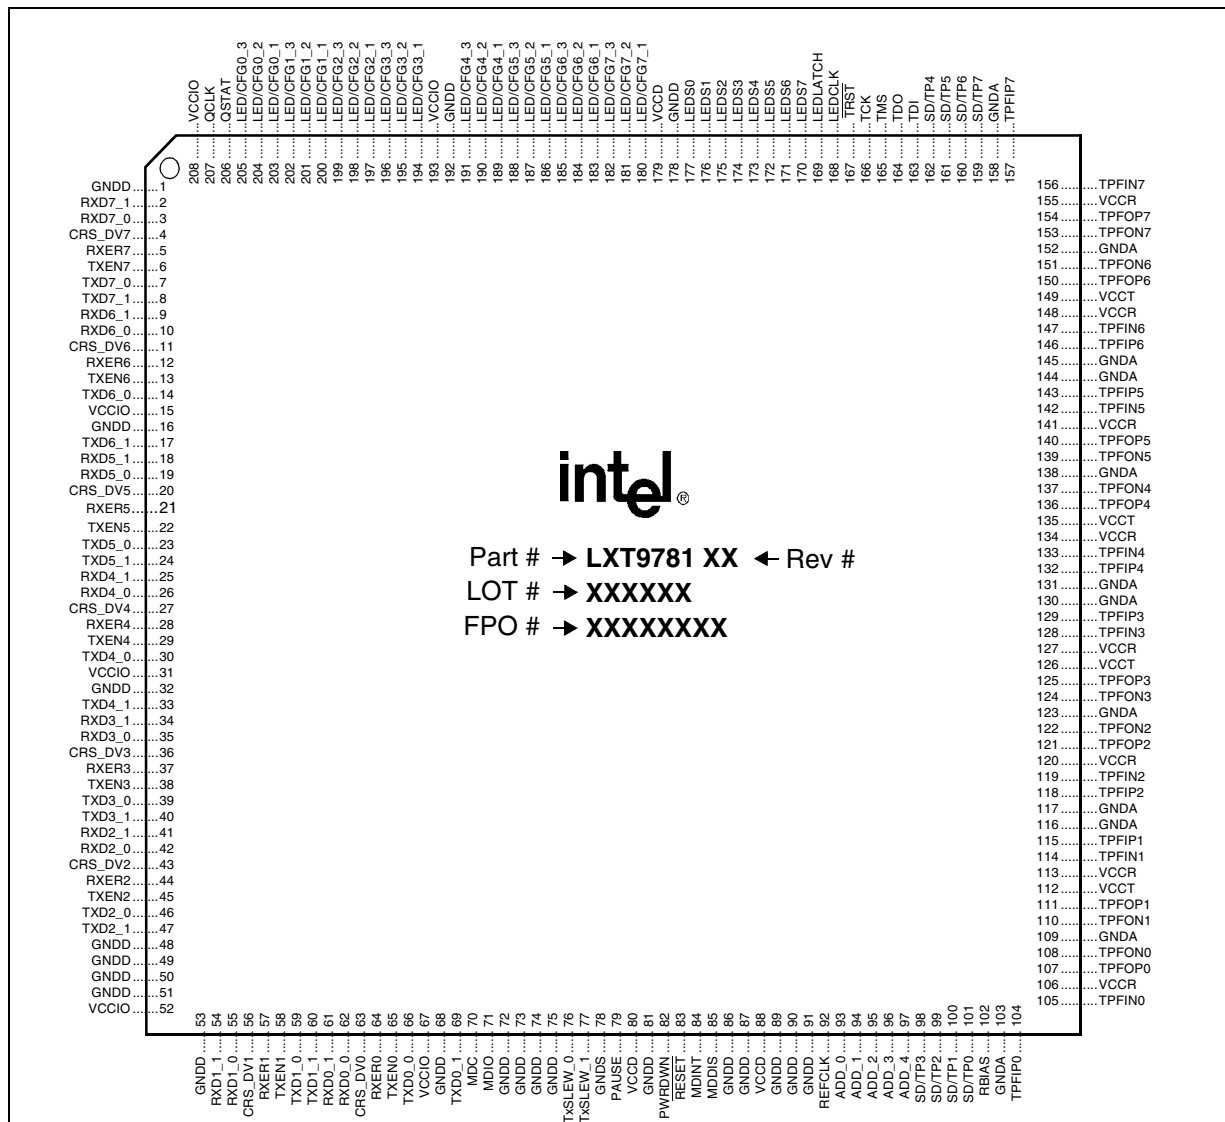 208 ...... VCCIO
207 ...... QCLK
206 ...... QSTAT
205 ...... LED/CFG0_3
204 ...... LED/CFG0_2
203 ...... LED/CFG0_1
202 ...... LED/CFG1_3
201 ...... LED/CFG1_2
200 ...... LED/CFG1_1
199 ...... LED/CFG2_3
198 ...... LED/CFG2_2
197 ...... LED/CFG2_1
196 ...... LED/CFG3_3
195 ...... LED/CFG3_2
194 ...... LED/CFG3_1
193 ...... VCCIO
192 ...... GNDD
191 ...... LED/CFG4_3
190 ...... LED/CFG4_2
189 ...... LED/CFG4_1
188 ...... LED/CFG5_3
187 ...... LED/CFG5_2
186 ...... LED/CFG5_1
185 ...... LED/CFG6_3
184 ...... LED/CFG6_2
183 ...... LED/CFG6_1
182 ...... LED/CFG7_3
181 ...... LED/CFG7_2
180 ...... LED/CFG7_1
179 ...... VCCD
178 ...... GNDD
177 ...... LEDS0
176 ...... LEDS1
175 ...... LEDS2
174 ...... LEDS3
173 ...... LEDS4
172 ...... LEDS5
171 ...... LEDS6
170 ...... LEDS7
169 ...... LEDLATCH
168 ...... LEDCLK
167 ...... TRST
166 ...... TCK
165 ...... TMS
164 ...... TDO
163 ...... TDI
162 ...... SD/TP4
161 ...... SD/TP5
160 ...... SD/TP6
159 ...... SD/TP7
158 ...... GNDA
157 ...... TPFIP7
GNDD ...... 1
RXD7_1 ...... 2
RXD7_0 ...... 3
CRS_DV7 ...... 4
RXER7 ...... 5
TXEN7 ...... 6
TXD7_0 ...... 7
TXD7_1 ...... 8
RXD6_1 ...... 9
RXD6_0 ...... 10
CRS_DV6 ...... 11
RXER6 ...... 12
TXEN6 ...... 13
TXD6_0 ...... 14
VCCIO ...... 15
GNDD ...... 16
TXD6_1 ...... 17
RXD5_1 ...... 18
RXD5_0 ...... 19
CRS_DV5 ...... 20
RXER5 ...... 21
TXEN5 ...... 22
TXD5_0 ...... 23
TXD5_1 ...... 24
RXD4_1 ...... 25
RXD4_0 ...... 26
CRS_DV4 ...... 27
RXER4 ...... 28
TXEN4 ...... 29
TXD4_0 ...... 30
VCCIO ...... 31
GNDD ...... 32
TXD4_1 ...... 33
RXD3_1 ...... 34
RXD3_0 ...... 35
CRS_DV3 ...... 36
RXER3 ...... 37
TXEN3 ...... 38
TXD3_0 ...... 39
TXD3_1 ...... 40
RXD2_1 ...... 41
RXD2_0 ...... 42
CRS_DV2 ...... 43
RXER2 ...... 44
TXEN2 ...... 45
TXD2_0 ...... 46
TXD2_1 ...... 47
GNDD ...... 48
GNDD ...... 49
GNDD ...... 50
GNDD ...... 51
VCCIO ...... 52
intel®
Part # → LXT9781 XX ← Rev #
LOT # → XXXXXX
FPO # → XXXXXXXX
156 ...... TPFIN7
155 ...... VCCR
154 ...... TPFOP7
153 ...... TPFON7
152 ...... GNDA
151 ...... TPFON6
150 ...... TPFOP6
149 ...... VCCT
148 ...... VCCR
147 ...... TPFIN6
146 ...... TPFIP6
145 ...... GNDA
144 ...... GNDA
143 ...... TPFIP5
142 ...... TPFIN5
141 ...... VCCR
140 ...... TPFOP5
139 ...... TPFON5
138 ...... GNDA
137 ...... TPFON4
136 ...... TPFOP4
135 ...... VCCT
134 ...... VCCR
133 ...... TPFIN4
132 ...... TPFIP4
131 ...... GNDA
130 ...... GNDA
129 ...... TPFIP3
128 ...... TPFIN3
127 ...... VCCR
126 ...... VCCT
125 ...... TPFOP3
124 ...... TPFON3
123 ...... GNDA
122 ...... TPFON2
121 ...... TPFOP2
120 ...... VCCR
119 ...... TPFIN2
118 ...... TPFIP2
117 ...... GNDA
116 ...... GNDA
115 ...... TPFIP1
114 ...... TPFIN1
113 ...... VCCR
112 ...... VCCT
111 ...... TPFOP1
110 ...... TPFON1
109 ...... GNDA
108 ...... TPFON0
107 ...... TPFOP0
106 ...... VCCR
105 ...... TPFIN0
GNDD ...... 53
RXD1_1 ...... 54
RXD1_0 ...... 55
CRS_DV1 ...... 56
RXER1 ...... 57
TXEN1 ...... 58
TXD1_0 ...... 59
TXD1_1 ...... 60
RXD0_1 ...... 61
RXD0_0 ...... 62
CRS_DV0 ...... 63
RXER0 ...... 64
TXEN0 ...... 65
TXD0_0 ...... 66
VCCIO ...... 67
GNDD ...... 68
TXD0_1 ...... 69
MDC ...... 70
MDIO ...... 71
GNDD ...... 72
GNDD ...... 73
GNDD ...... 74
GNDD ...... 75
TxSLEW_0 ...... 76
TxSLEW_1 ...... 77
GNDS ...... 78
PAUSE ...... 79
VCCD ...... 80
GNDD ...... 81
PWRDWN ...... 82
RESET ...... 83
MDINT ...... 84
MDDIS ...... 85
GNDD ...... 86
GNDD ...... 87
VCCD ...... 88
GNDD ...... 89
GNDD ...... 90
GNDD ...... 91
REFCLK ...... 92
ADD_0 ...... 93
ADD_1 ...... 94
ADD_2 ...... 95
ADD_3 ...... 96
ADD_4 ...... 97
SD/TP3 ...... 98
SD/TP2 ...... 99
SD/TP1 ...... 100
SD/TP0 ...... 101
RBIAS ...... 102
GNDA ...... 103
TPFIP0 ...... 104